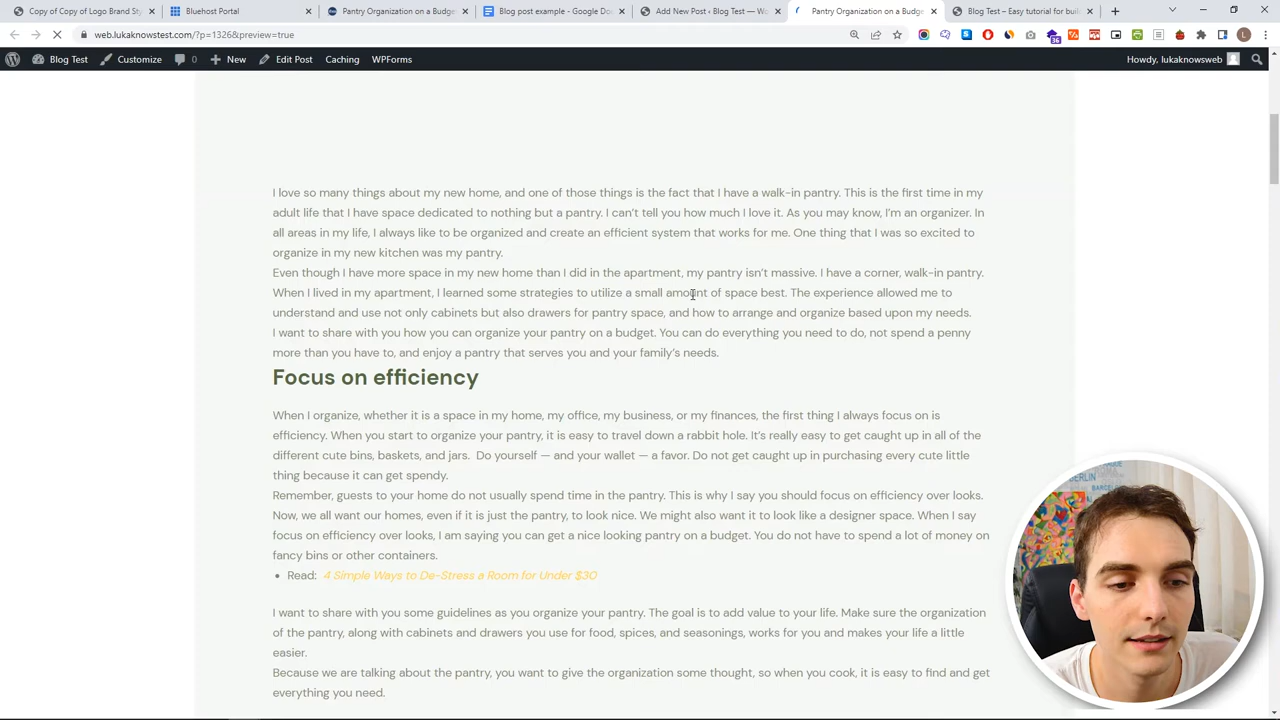 Copy of Copy of Logo Brand Sty
Bluehost Portal
Pantry Organization on a Budge
Blog post example - Google Doc
Add New Post ‹ Blog Test — Wo
Pantry Organization on a Budge
Blog Test – Easy tutorial for buil
web.lukaknowstest.com/?p=1326&preview=true
36
L
Blog Test
Customize
0
New
Edit Post
Caching
WPForms
Howdy, lukaknowsweb
I love so many things about my new home, and one of those things is the fact that I have a walk-in pantry. This is the first time in my
adult life that I have space dedicated to nothing but a pantry. I can't tell you how much I love it. As you may know, I'm an organizer. In
all areas in my life, I always like to be organized and create an efficient system that works for me. One thing that I was so excited to
organize in my new kitchen was my pantry.
Even though I have more space in my new home than I did in the apartment, my pantry isn't massive. I have a corner, walk-in pantry.
When I lived in my apartment, I learned some strategies to utilize a small amount of space best. The experience allowed me to
understand and use not only cabinets but also drawers for pantry space, and how to arrange and organize based upon my needs.
I want to share with you how you can organize your pantry on a budget. You can do everything you need to do, not spend a penny
more than you have to, and enjoy a pantry that serves you and your family's needs.
Focus on efficiency
When I organize, whether it is a space in my home, my office, my business, or my finances, the first thing I always focus on is
efficiency. When you start to organize your pantry, it is easy to travel down a rabbit hole. It's really easy to get caught up in all of the
different cute bins, baskets, and jars. Do yourself — and your wallet — a favor. Do not get caught up in purchasing every cute little
thing because it can get spendy.
Remember, guests to your home do not usually spend time in the pantry. This is why I say you should focus on efficiency over looks.
Now, we all want our homes, even if it is just the pantry, to look nice. We might also want it to look like a designer space. When I say
focus on efficiency over looks, I am saying you can get a nice looking pantry on a budget. You do not have to spend a lot of money on
fancy bins or other containers.
• Read: 4 Simple Ways to De-Stress a Room for Under $30
I want to share with you some guidelines as you organize your pantry. The goal is to add value to your life. Make sure the organization
of the pantry, along with cabinets and drawers you use for food, spices, and seasonings, works for you and makes your life a little
easier.
Because we are talking about the pantry, you want to give the organization some thought, so when you cook, it is easy to find and get
everything you need.
BERLIN